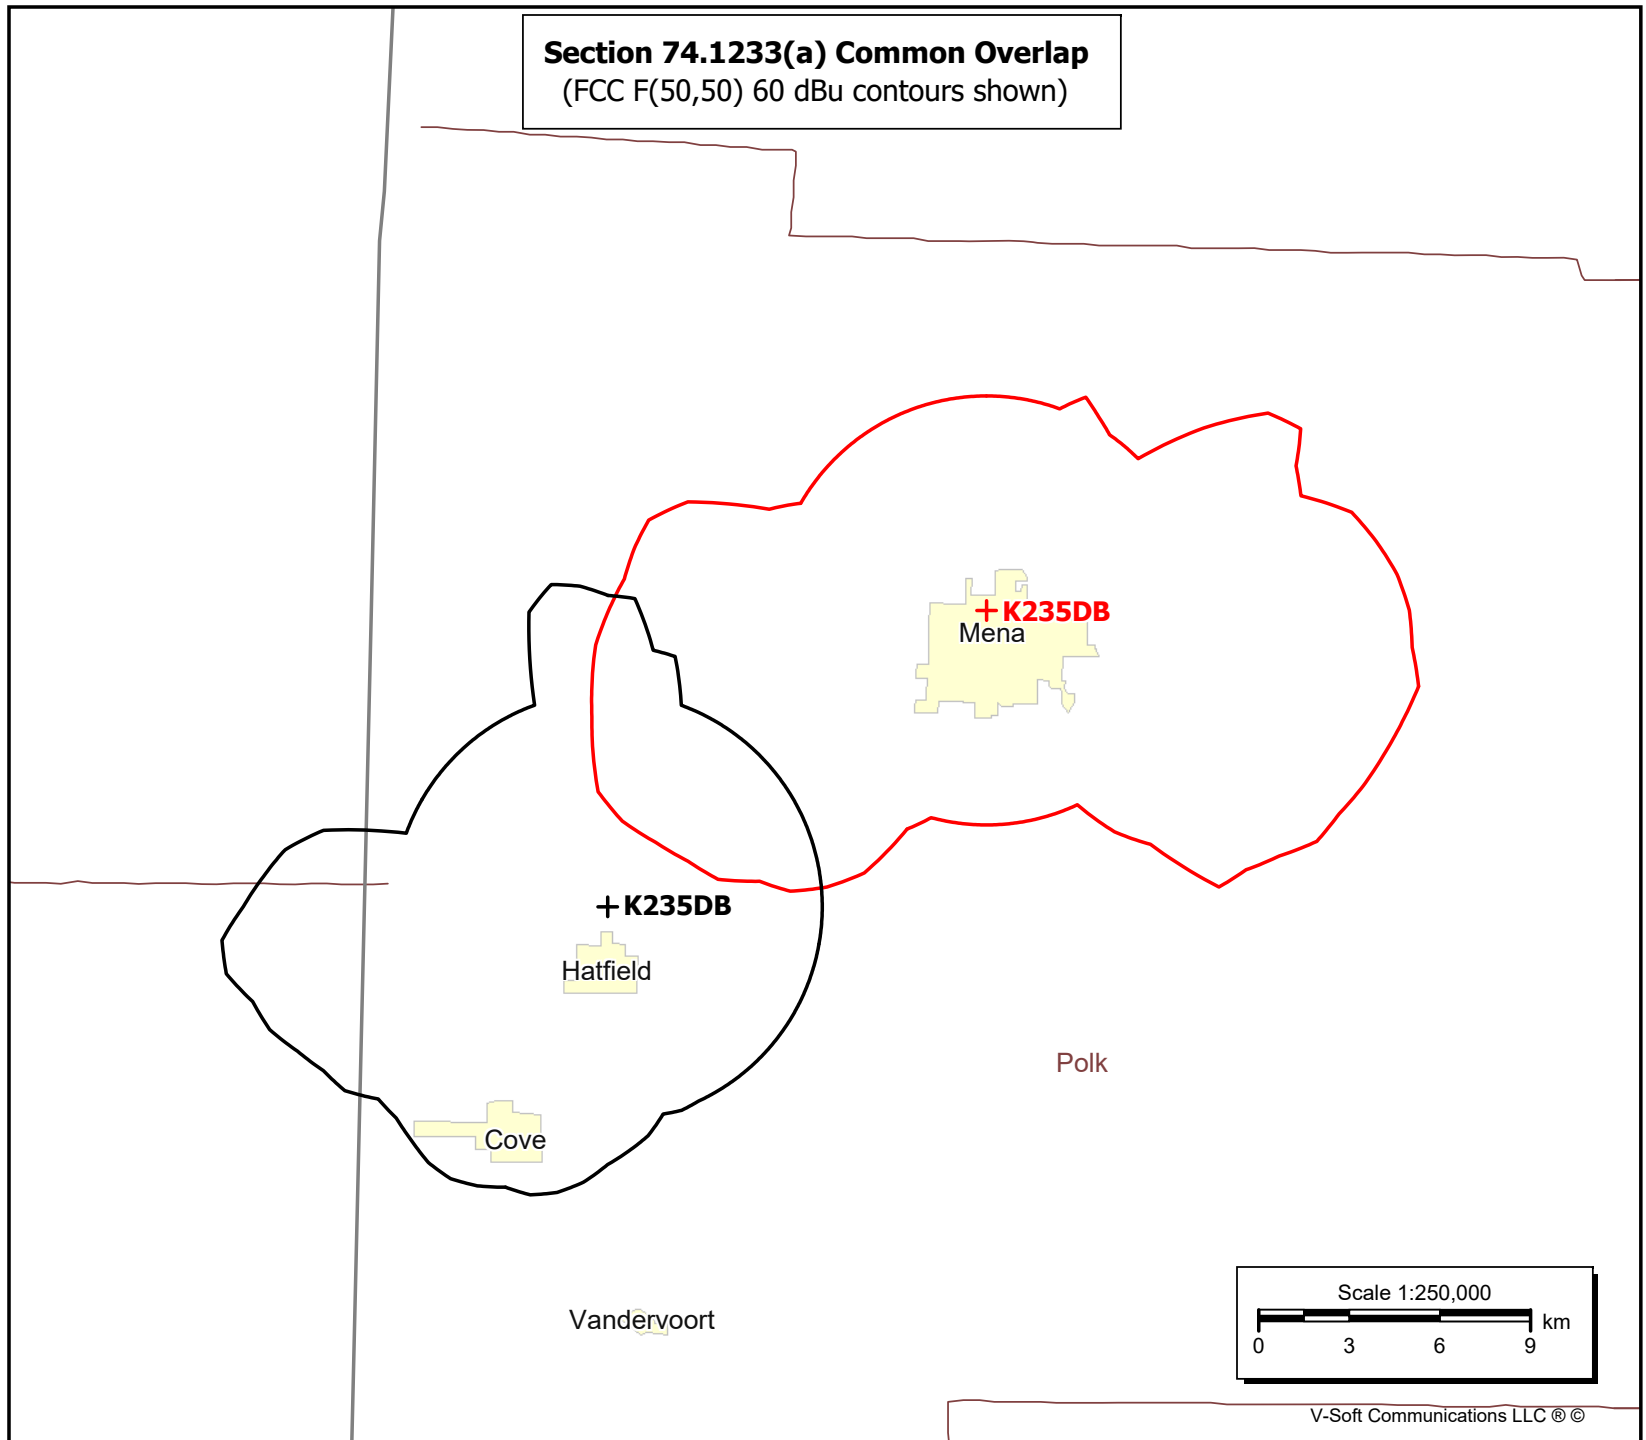 Section 74.1233(a) Common Overlap
(FCC F(50,50) 60 dBu contours shown)
K235DB
Mena
K235DB
Hatfield
Polk
Cove
Vandervoort
Scale 1:250,000
km
0 3 6 9
V-Soft Communications LLC ® ©